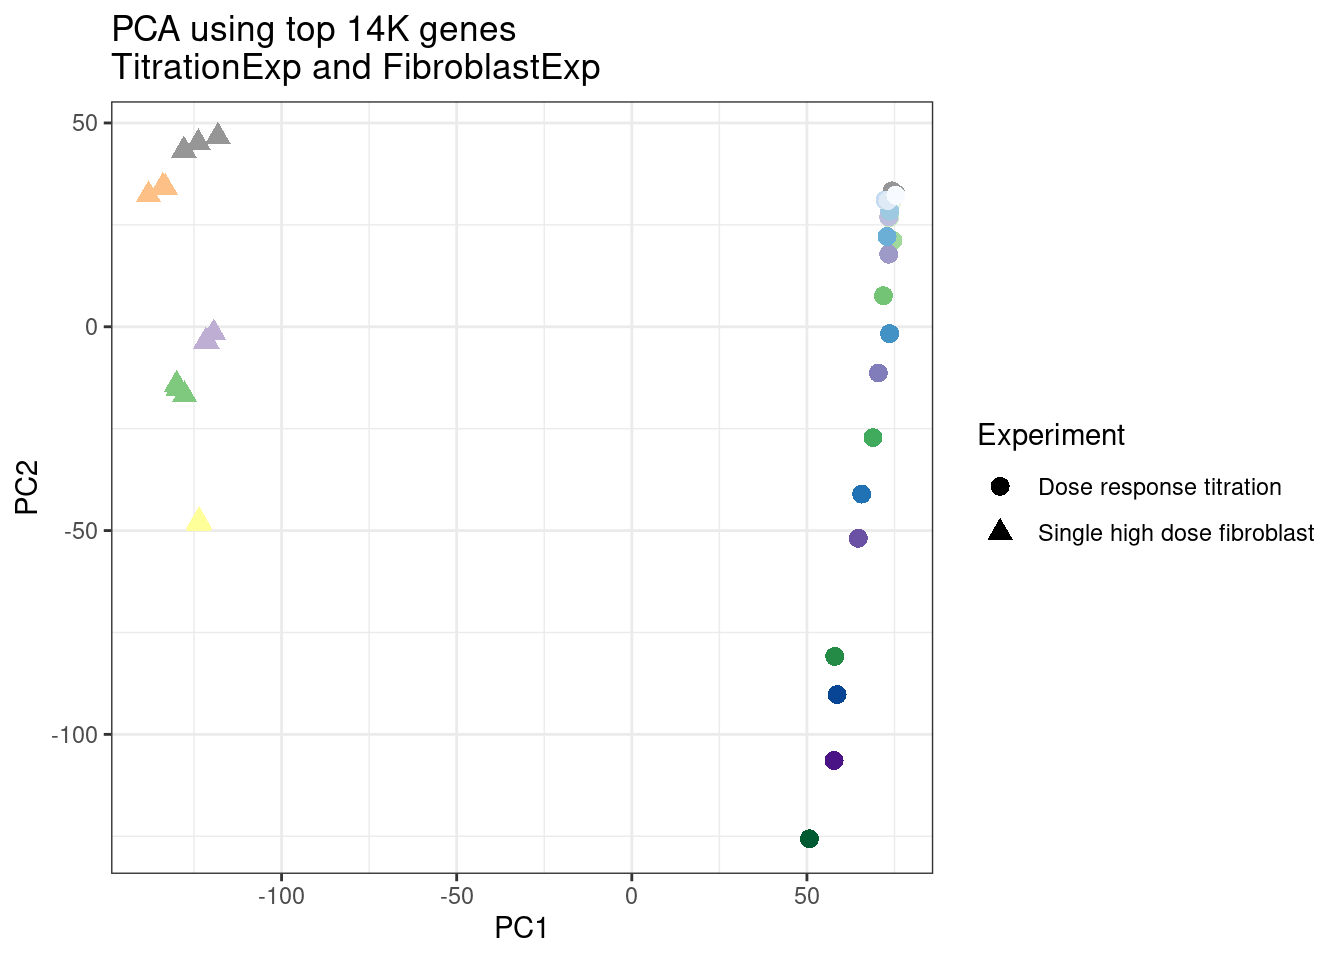 PCA using top 14K genes
TitrationExp and FibroblastExp
50
0
-50
-100
PC2
-100
-50
0
50
PC1
Experiment
Dose response titration
Single high dose fibroblast